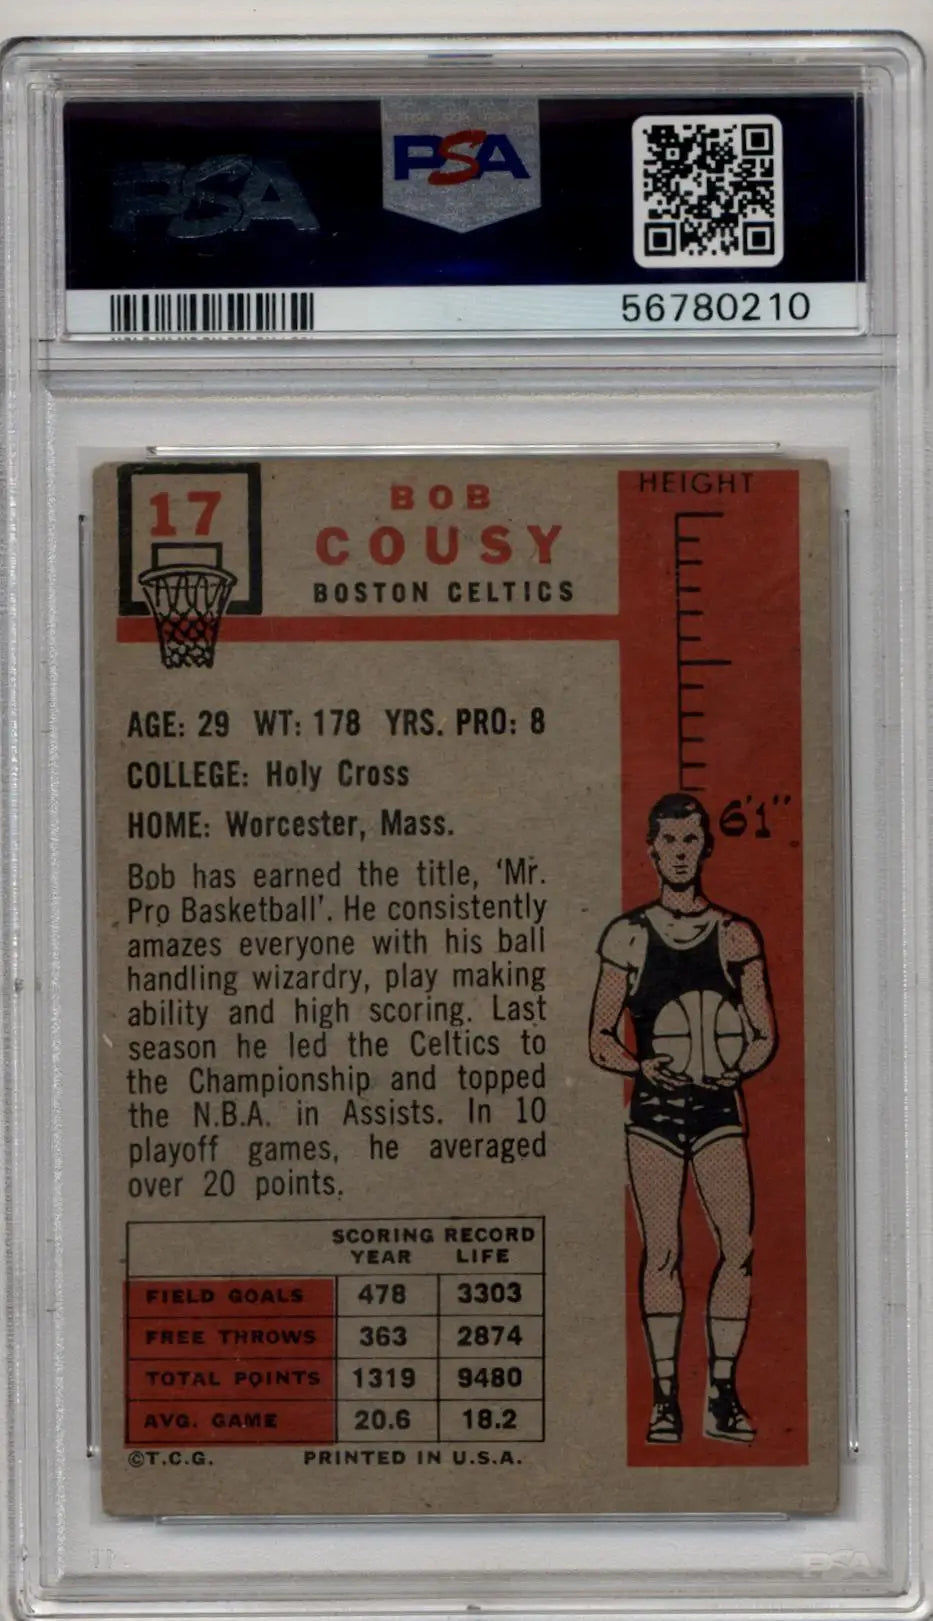 PSA
PSA
56780210
17
BOB
COUSY
BOSTON CELTICS
HEIGHT
6'1"
AGE: 29 WT: 178 YRS. PRO: 8
COLLEGE: Holy Cross
HOME: Worcester, Mass.
Bob has earned the title, 'Mr.
Pro Basketball'. He consistently
amazes everyone with his ball
handling wizardry, play making
ability and high scoring. Last
season he led the Celtics to
the Championship and topped
the N.B.A. in Assists. In 10
playoff games, he averaged
over 20 points.
SCORING RECORD
YEAR LIFE
FIELD GOALS 478 3303
FREE THROWS 363 2874
TOTAL POINTS 1319 9480
AVG. GAME 20.6 18.2
©T.C.G. PRINTED IN U.S.A.
PSA